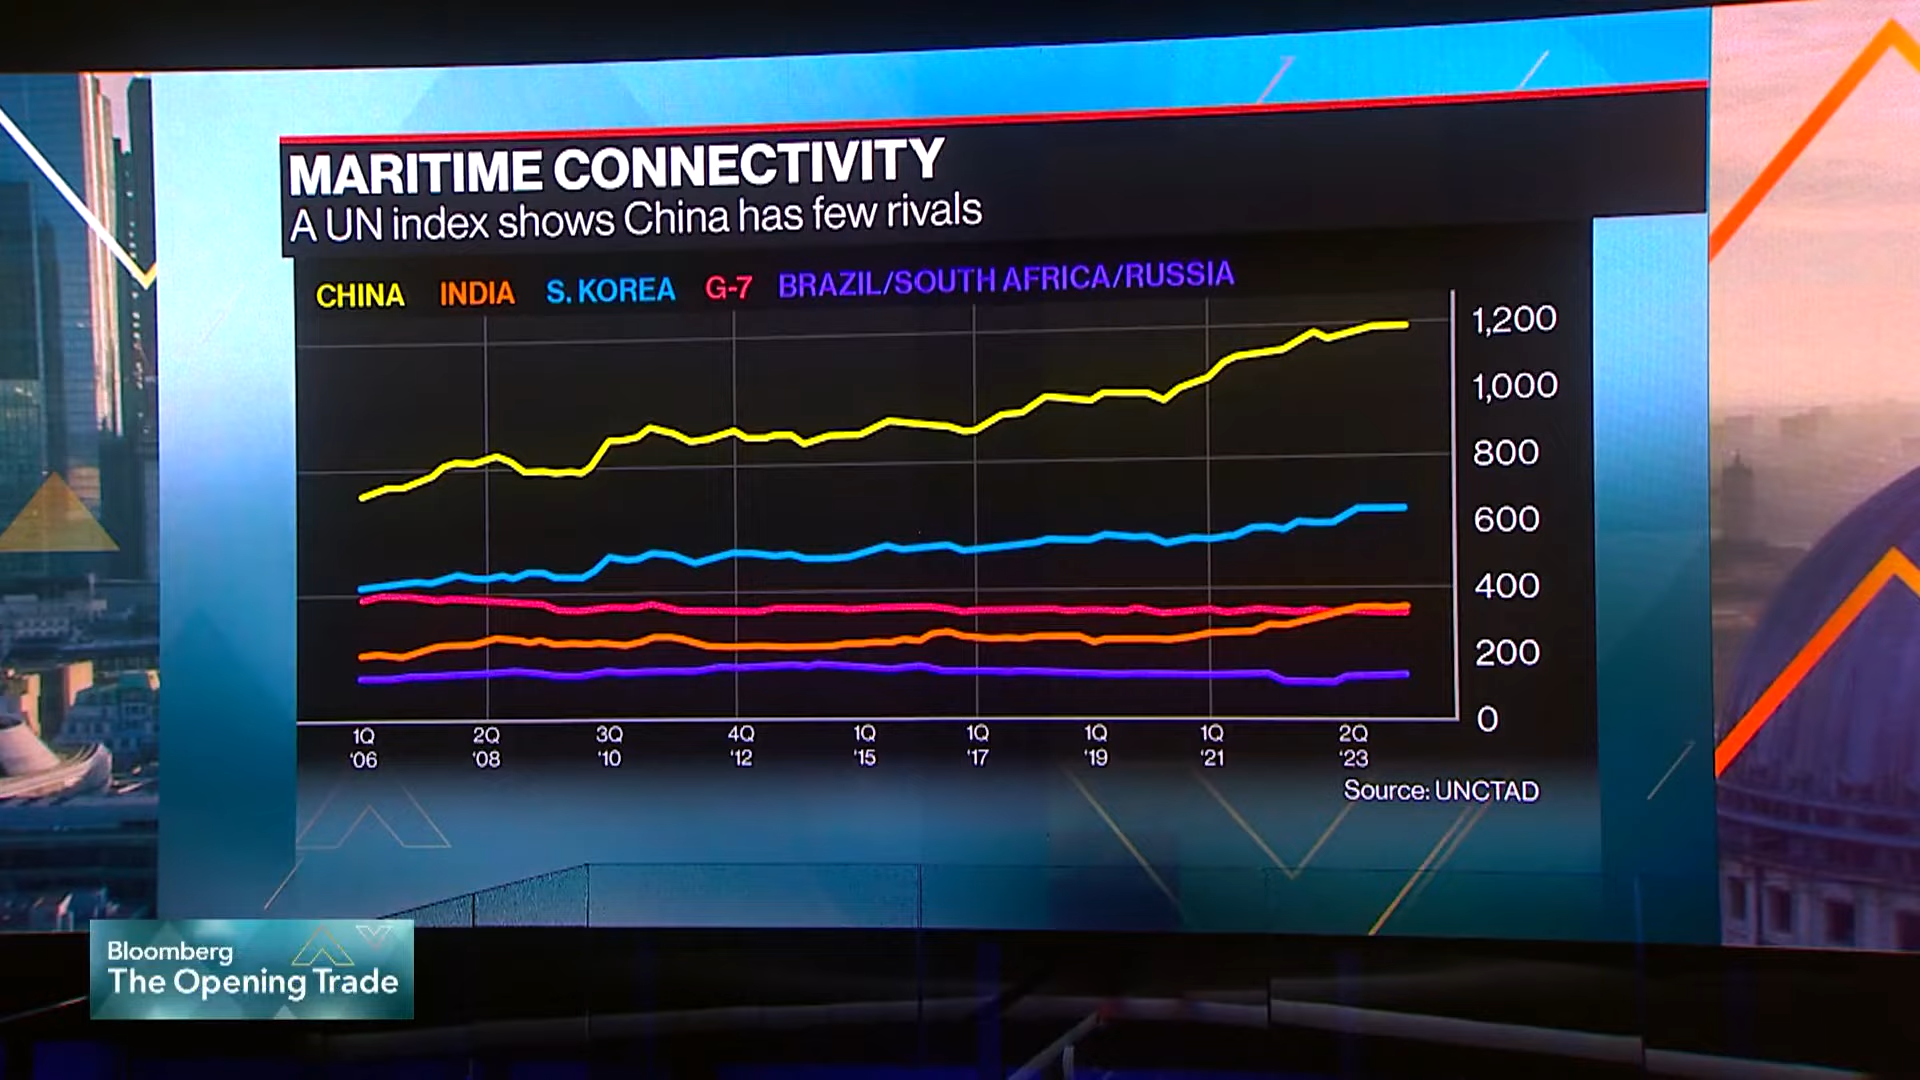 MARITIME CONNECTIVITY
A UN index shows China has few rivals
CHINA INDIA S. KOREA G-7 BRAZIL/SOUTH AFRICA/RUSSIA
1,200
1,000
800
600
400
200
0
1Q 2Q 3Q 4Q 1Q 1Q 1Q 1Q 2Q
'06 '08 '10 '12 '15 '17 '19 '21 '23
Source: UNCTAD
Bloomberg
The Opening Trade